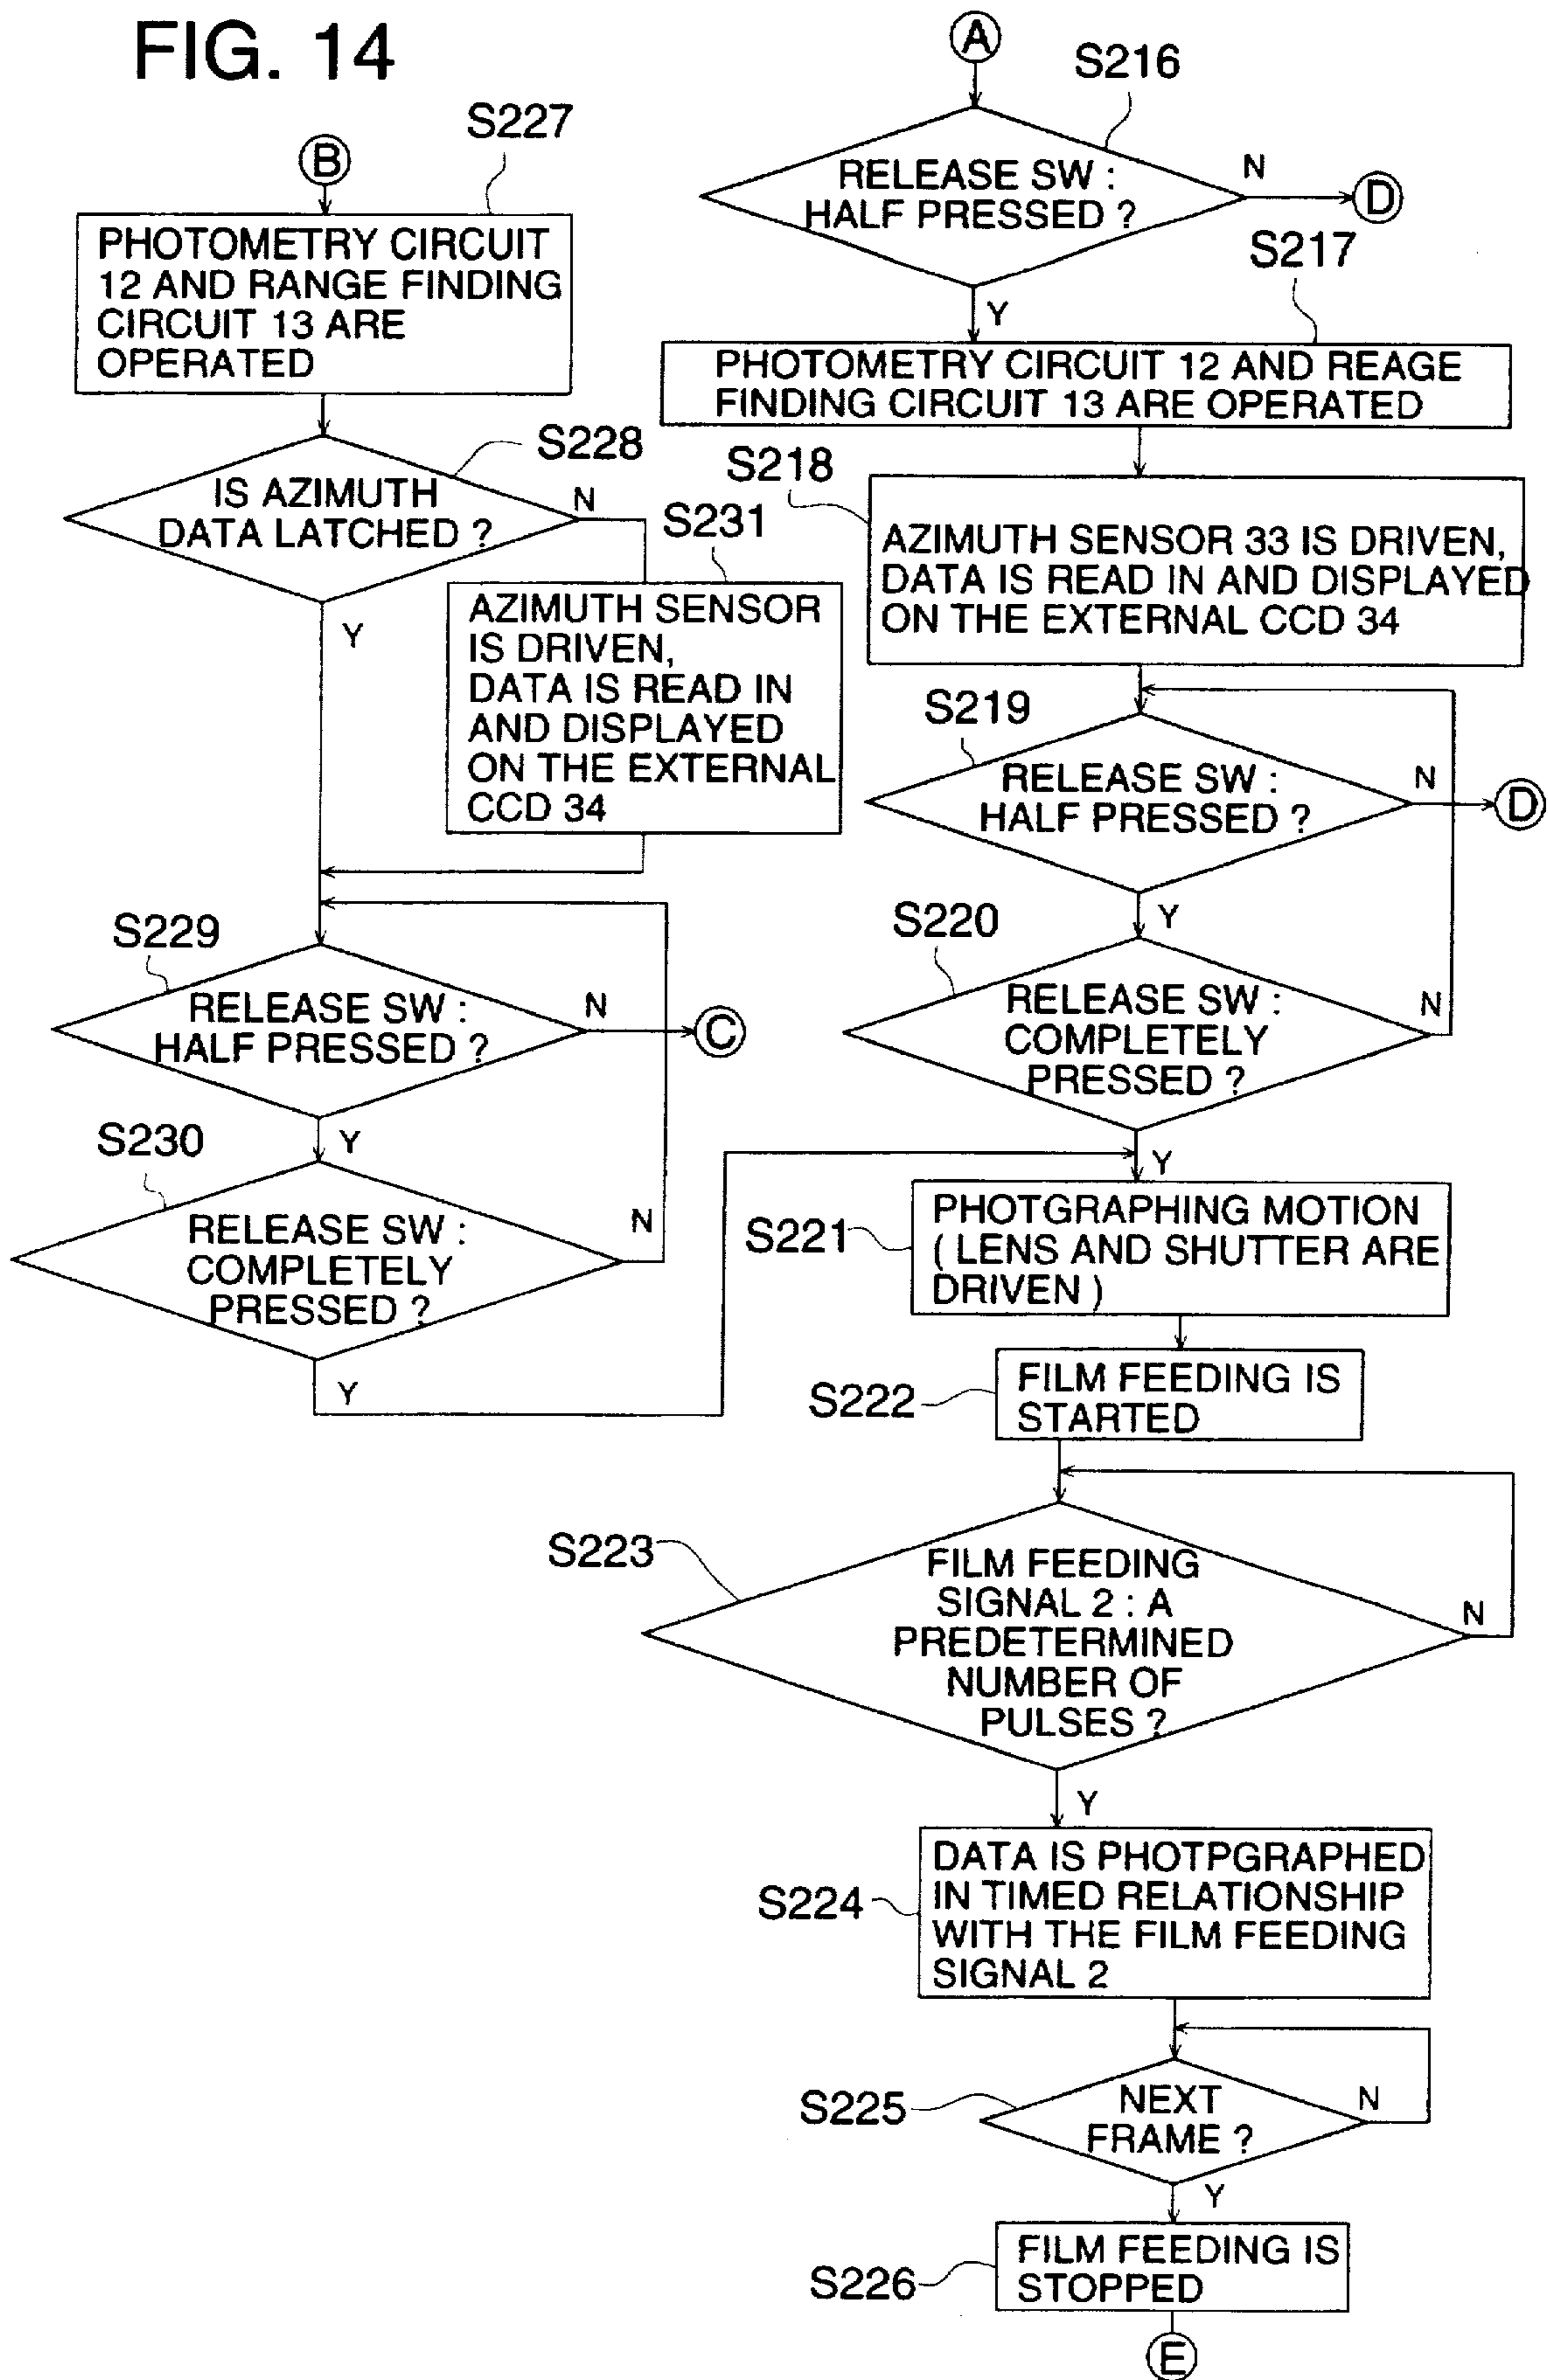 FIG. 14
B
S227
PHOTOMETRY CIRCUIT
12 AND RANGE FINDING
CIRCUIT 13 ARE
OPERATED
S228
IS AZIMUTH
DATA LATCHED ?
N
Y
S231
AZIMUTH SENSOR
IS DRIVEN,
DATA IS READ IN
AND DISPLAYED
ON THE EXTERNAL
CCD 34
S229
RELEASE SW :
HALF PRESSED ?
N
C
Y
S230
RELEASE SW :
COMPLETELY
PRESSED ?
N
Y
A
S216
RELEASE SW :
HALF PRESSED ?
N
D
Y
S217
PHOTOMETRY CIRCUIT 12 AND REAGE
FINDING CIRCUIT 13 ARE OPERATED
S218
AZIMUTH SENSOR 33 IS DRIVEN,
DATA IS READ IN AND DISPLAYED
ON THE EXTERNAL CCD 34
S219
RELEASE SW :
HALF PRESSED ?
N
D
Y
S220
RELEASE SW :
COMPLETELY
PRESSED ?
N
Y
S221
PHOTGRAPHING MOTION
( LENS AND SHUTTER ARE
DRIVEN )
S222
FILM FEEDING IS
STARTED
S223
FILM FEEDING
SIGNAL 2 : A
PREDETERMINED
NUMBER OF
PULSES ?
N
Y
S224
DATA IS PHOTPGRAPHED
IN TIMED RELATIONSHIP
WITH THE FILM FEEDING
SIGNAL 2
S225
NEXT
FRAME ?
N
Y
S226
FILM FEEDING IS
STOPPED
E